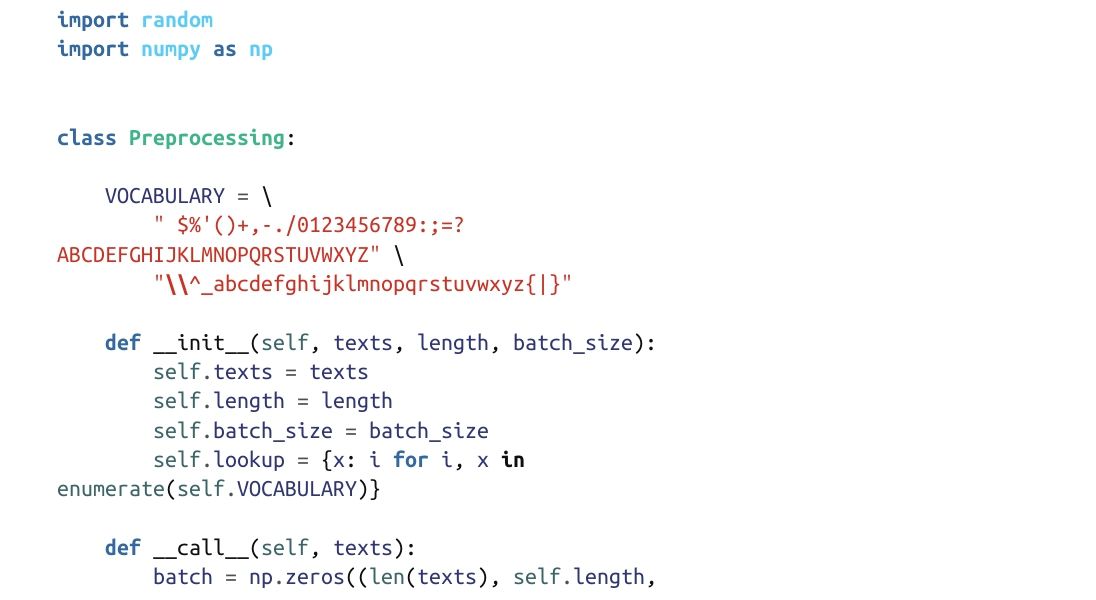 import random
import numpy as np
class Preprocessing:
VOCABULARY = \
" $%'()+,-./0123456789:;=?
ABCDEFGHIJKLMNOPQRSTUVWXYZ" \
"\\^_abcdefghijklmnopqrstuvwxyz{|}"
def __init__(self, texts, length, batch_size):
self.texts = texts
self.length = length
self.batch_size = batch_size
self.lookup = {x: i for i, x in
enumerate(self.VOCABULARY)}
def __call__(self, texts):
batch = np.zeros((len(texts), self.length,